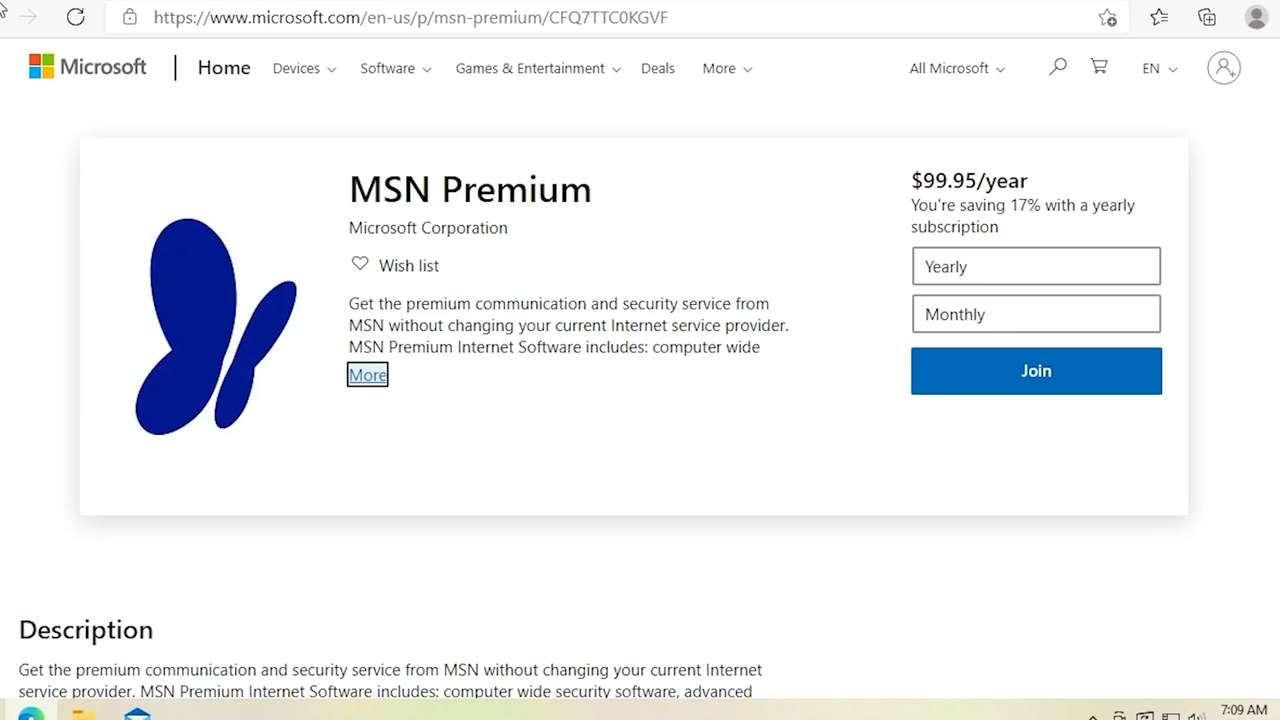 https://www.microsoft.com/en-us/p/msn-premium/CFQ7TTC0KGVF
Microsoft Home Devices Software Games & Entertainment Deals More All Microsoft EN
MSN Premium
Microsoft Corporation
Wish list
Get the premium communication and security service from
MSN without changing your current Internet service provider.
MSN Premium Internet Software includes: computer wide
More
$99.95/year
You're saving 17% with a yearly
subscription
Yearly
Monthly
Join
Description
Get the premium communication and security service from MSN without changing your current Internet
service provider. MSN Premium Internet Software includes: computer wide security software, advanced
7:09 AM